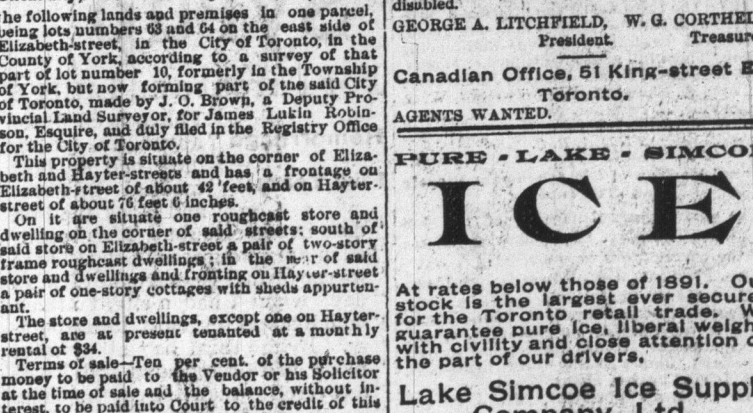 the following lands and premises in one parcel,
being lots numbers 63 and 64 on the east side of
Elizabeth-street, in the City of Toronto, in the
County of York, according to a survey of that
part of lot number 10, formerly in the Township
of York, but now forming part of the said City
of Toronto, made by J. O. Brown, a Deputy Pro-
vincial Land Surveyor, for James Lukin Robin-
son, Esquire, and duly filed in the Registry Office
for the City of Toronto.
This property is situate on the corner of Eliza-
beth and Hayter-streets and has a frontage on
Elizabeth-street of about 42 feet, and on Hayter-
street of about 76 feet 6 inches.
On it are situate one roughcast store and
dwelling on the corner of said streets; south of
said store on Elizabeth-street a pair of two-story
frame roughcast dwellings; in the rear of said
store and dwellings and fronting on Hayter-street
a pair of one-story cottages with sheds appurten-
ant.
The store and dwellings, except one on Hayter-
street, are at present tenanted at a monthly
rental of $34.
Terms of sale—Ten per cent. of the purchase
money to be paid to the Vendor or his Solicitor
at the time of sale and the balance, without in-
terest, to be paid into Court to the credit of this
disabled.
GEORGE A. LITCHFIELD, W. G. CORTHE
President. Treasur
Canadian Office, 51 King-street E
Toronto.
AGENTS WANTED.
PURE - LAKE - SIMCO
ICE
At rates below those of 1891. Ou
stock is the largest ever secur
for the Toronto retail trade. W
guarantee pure ice, liberal weigh
with civility and close attention o
the part of our drivers.
Lake Simcoe Ice Suppl
Company, Ltd